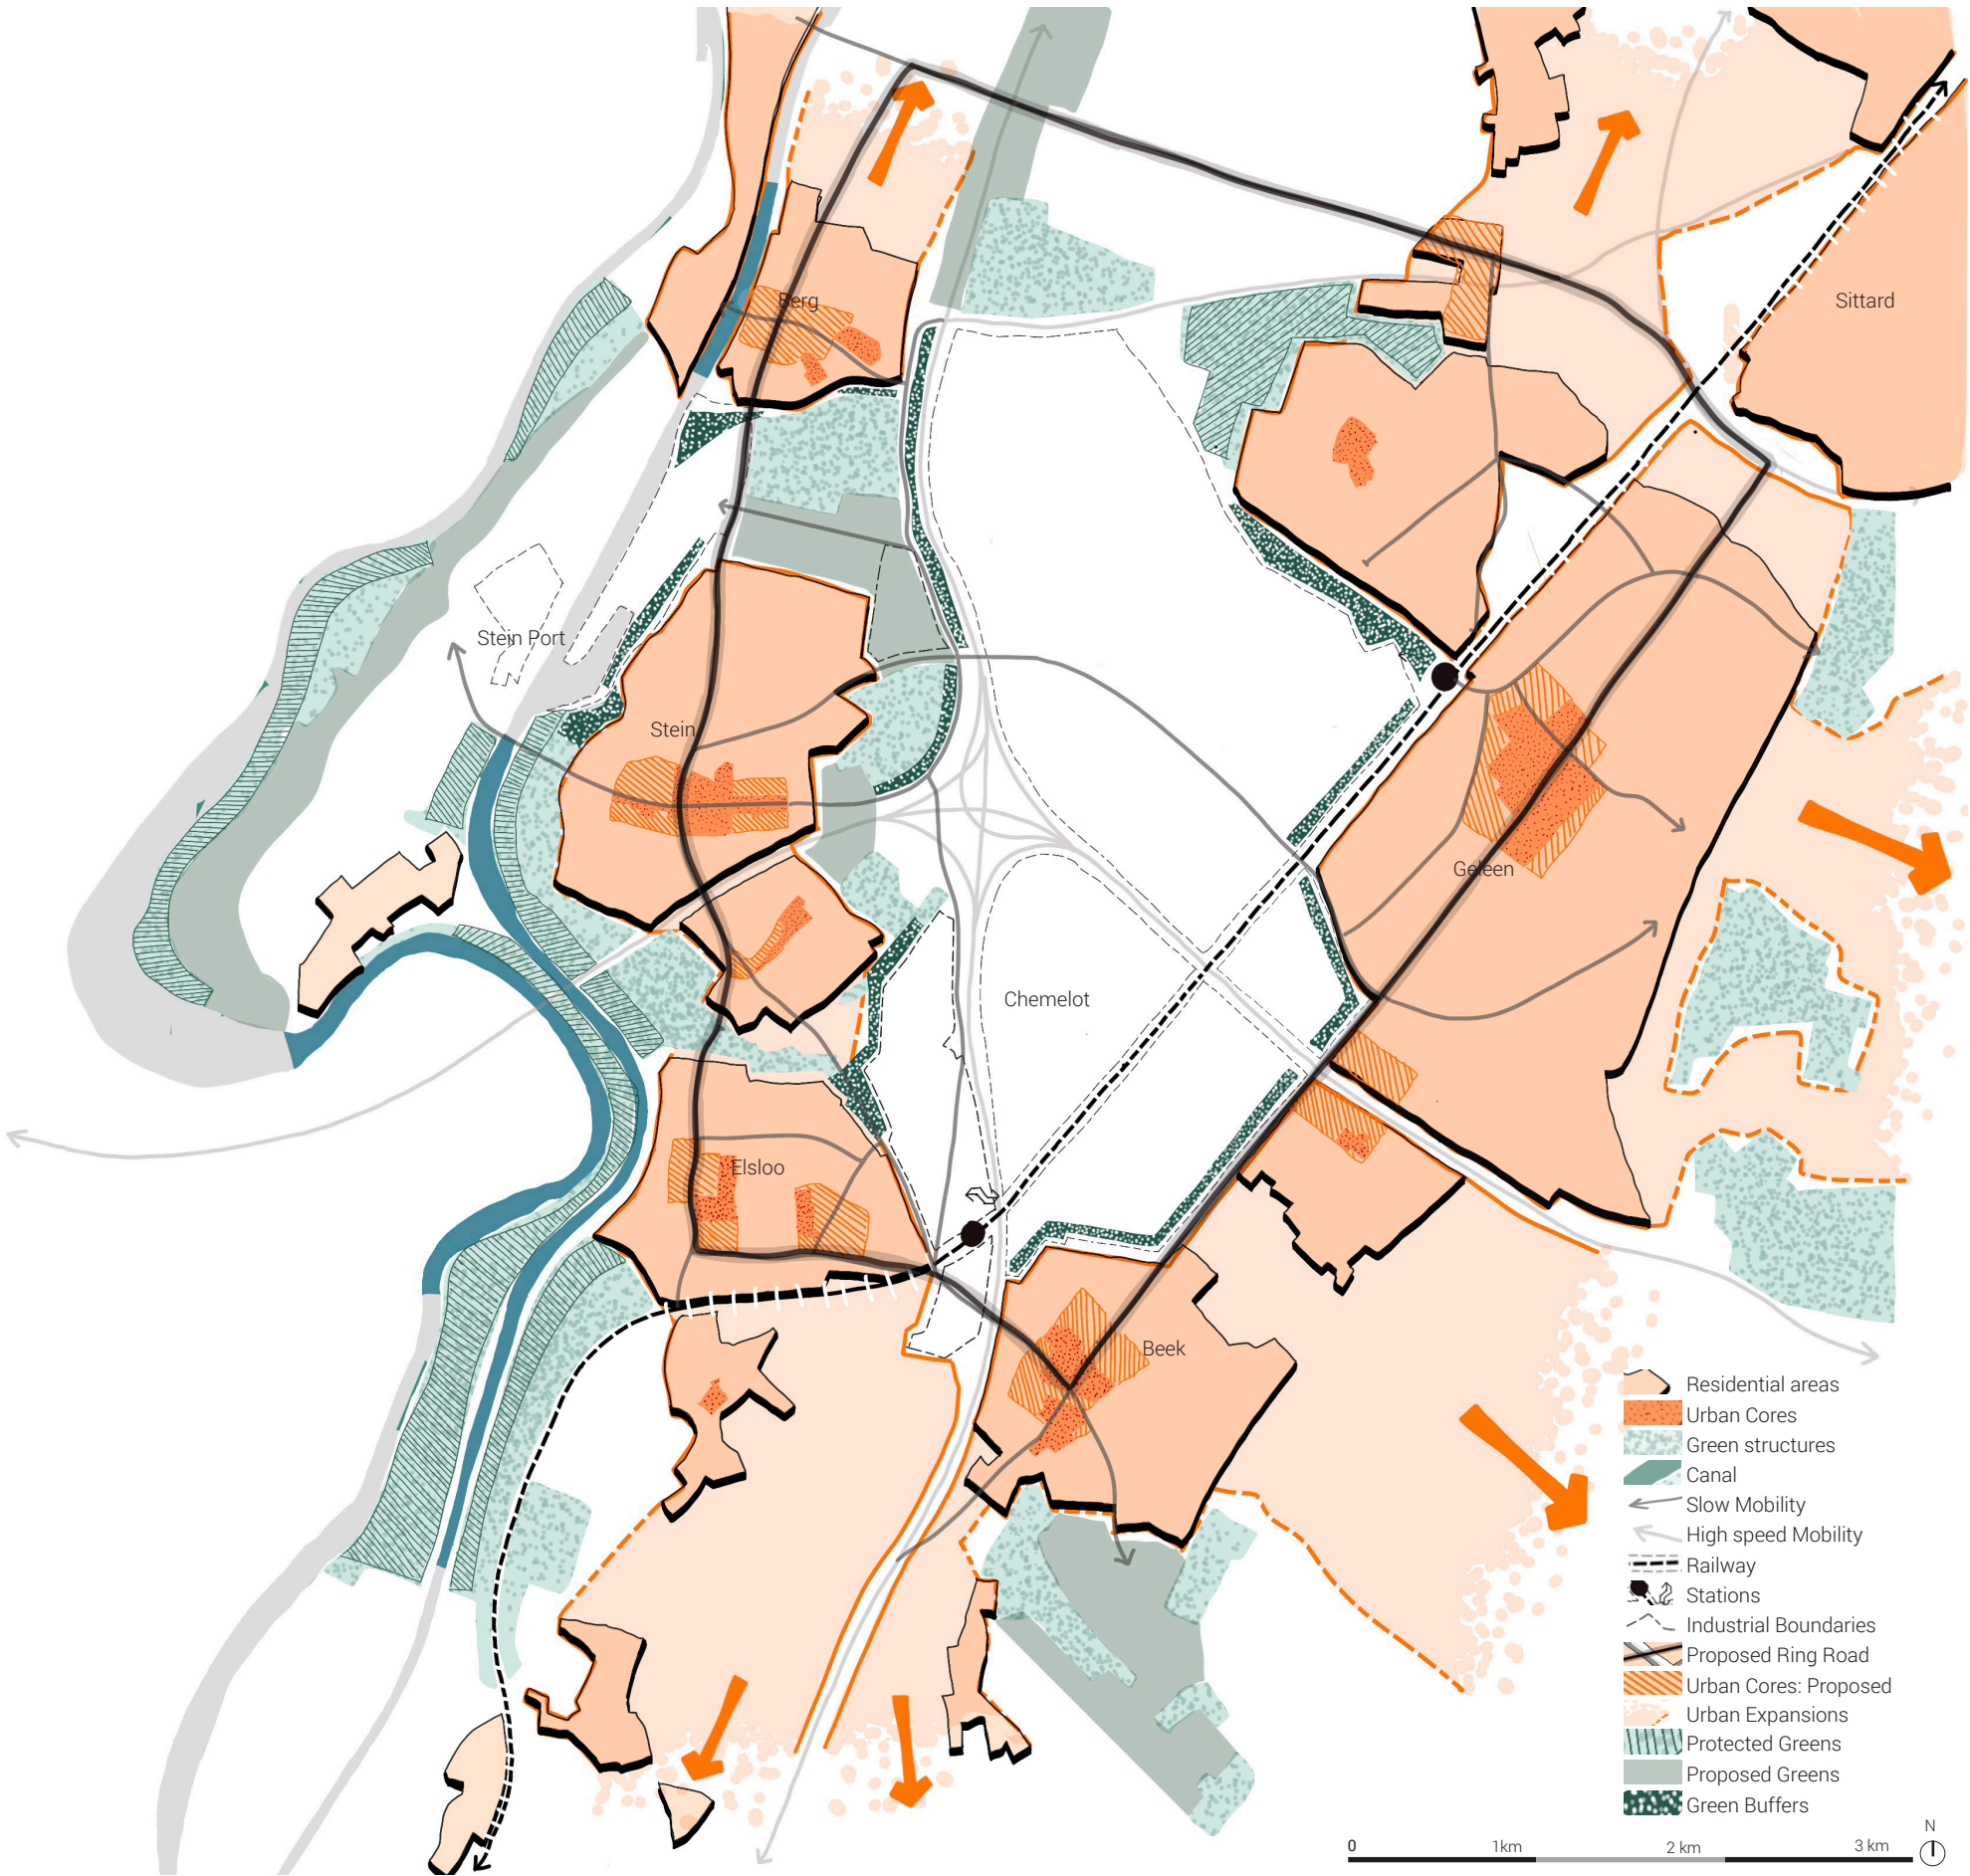 Berg
Sittard
Stein Port
Stein
Geleen
Chemelot
Elsloo
Beek
Residential areas
Urban Cores
Green structures
Canal
Slow Mobility
High speed Mobility
Railway
Stations
Industrial Boundaries
Proposed Ring Road
Urban Cores: Proposed
Urban Expansions
Protected Greens
Proposed Greens
Green Buffers
N
0 1km 2 km 3 km